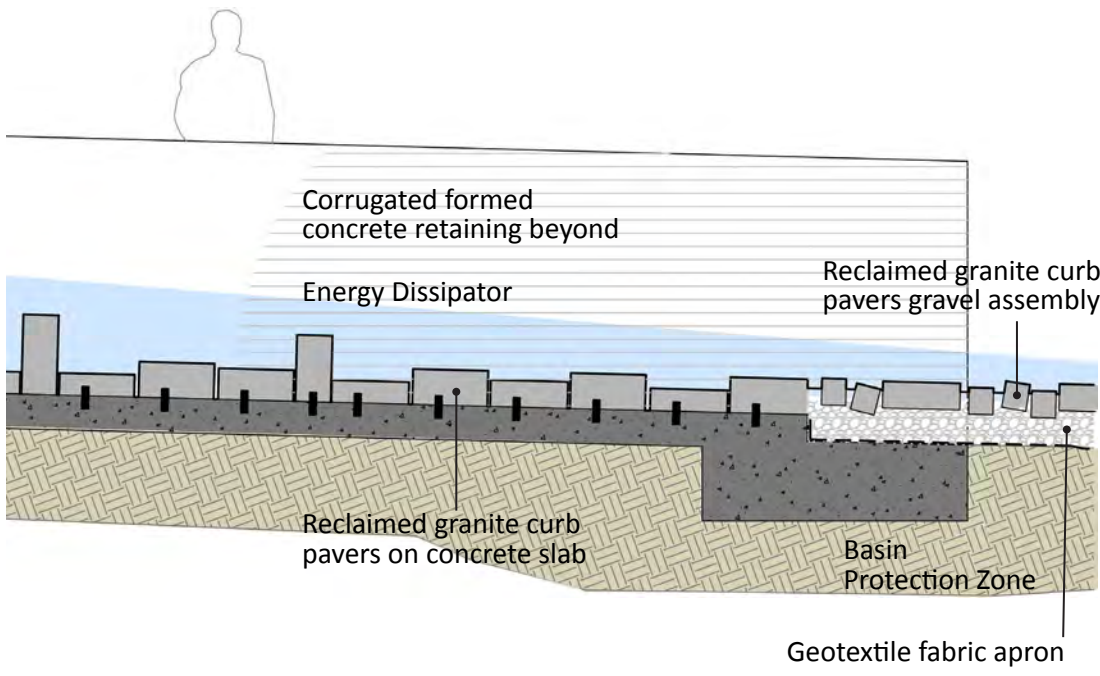 Corrugated formed
concrete retaining beyond
Energy Dissipator
Reclaimed granite curb
pavers gravel assembly
Reclaimed granite curb
pavers on concrete slab
Basin
Protection Zone
Geotextile fabric apron